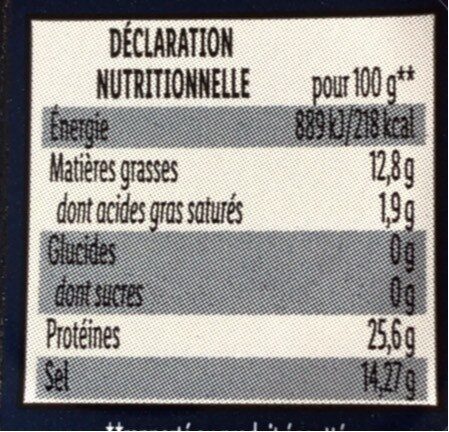 DÉCLARATION
NUTRITIONNELLE pour 100 g**
Énergie 889 kJ/218 kcal
Matières grasses 12,8 g
dont acides gras saturés 1,9 g
Glucides 0 g
dont sucres 0 g
Protéines 25,6 g
Sel 14,27 g